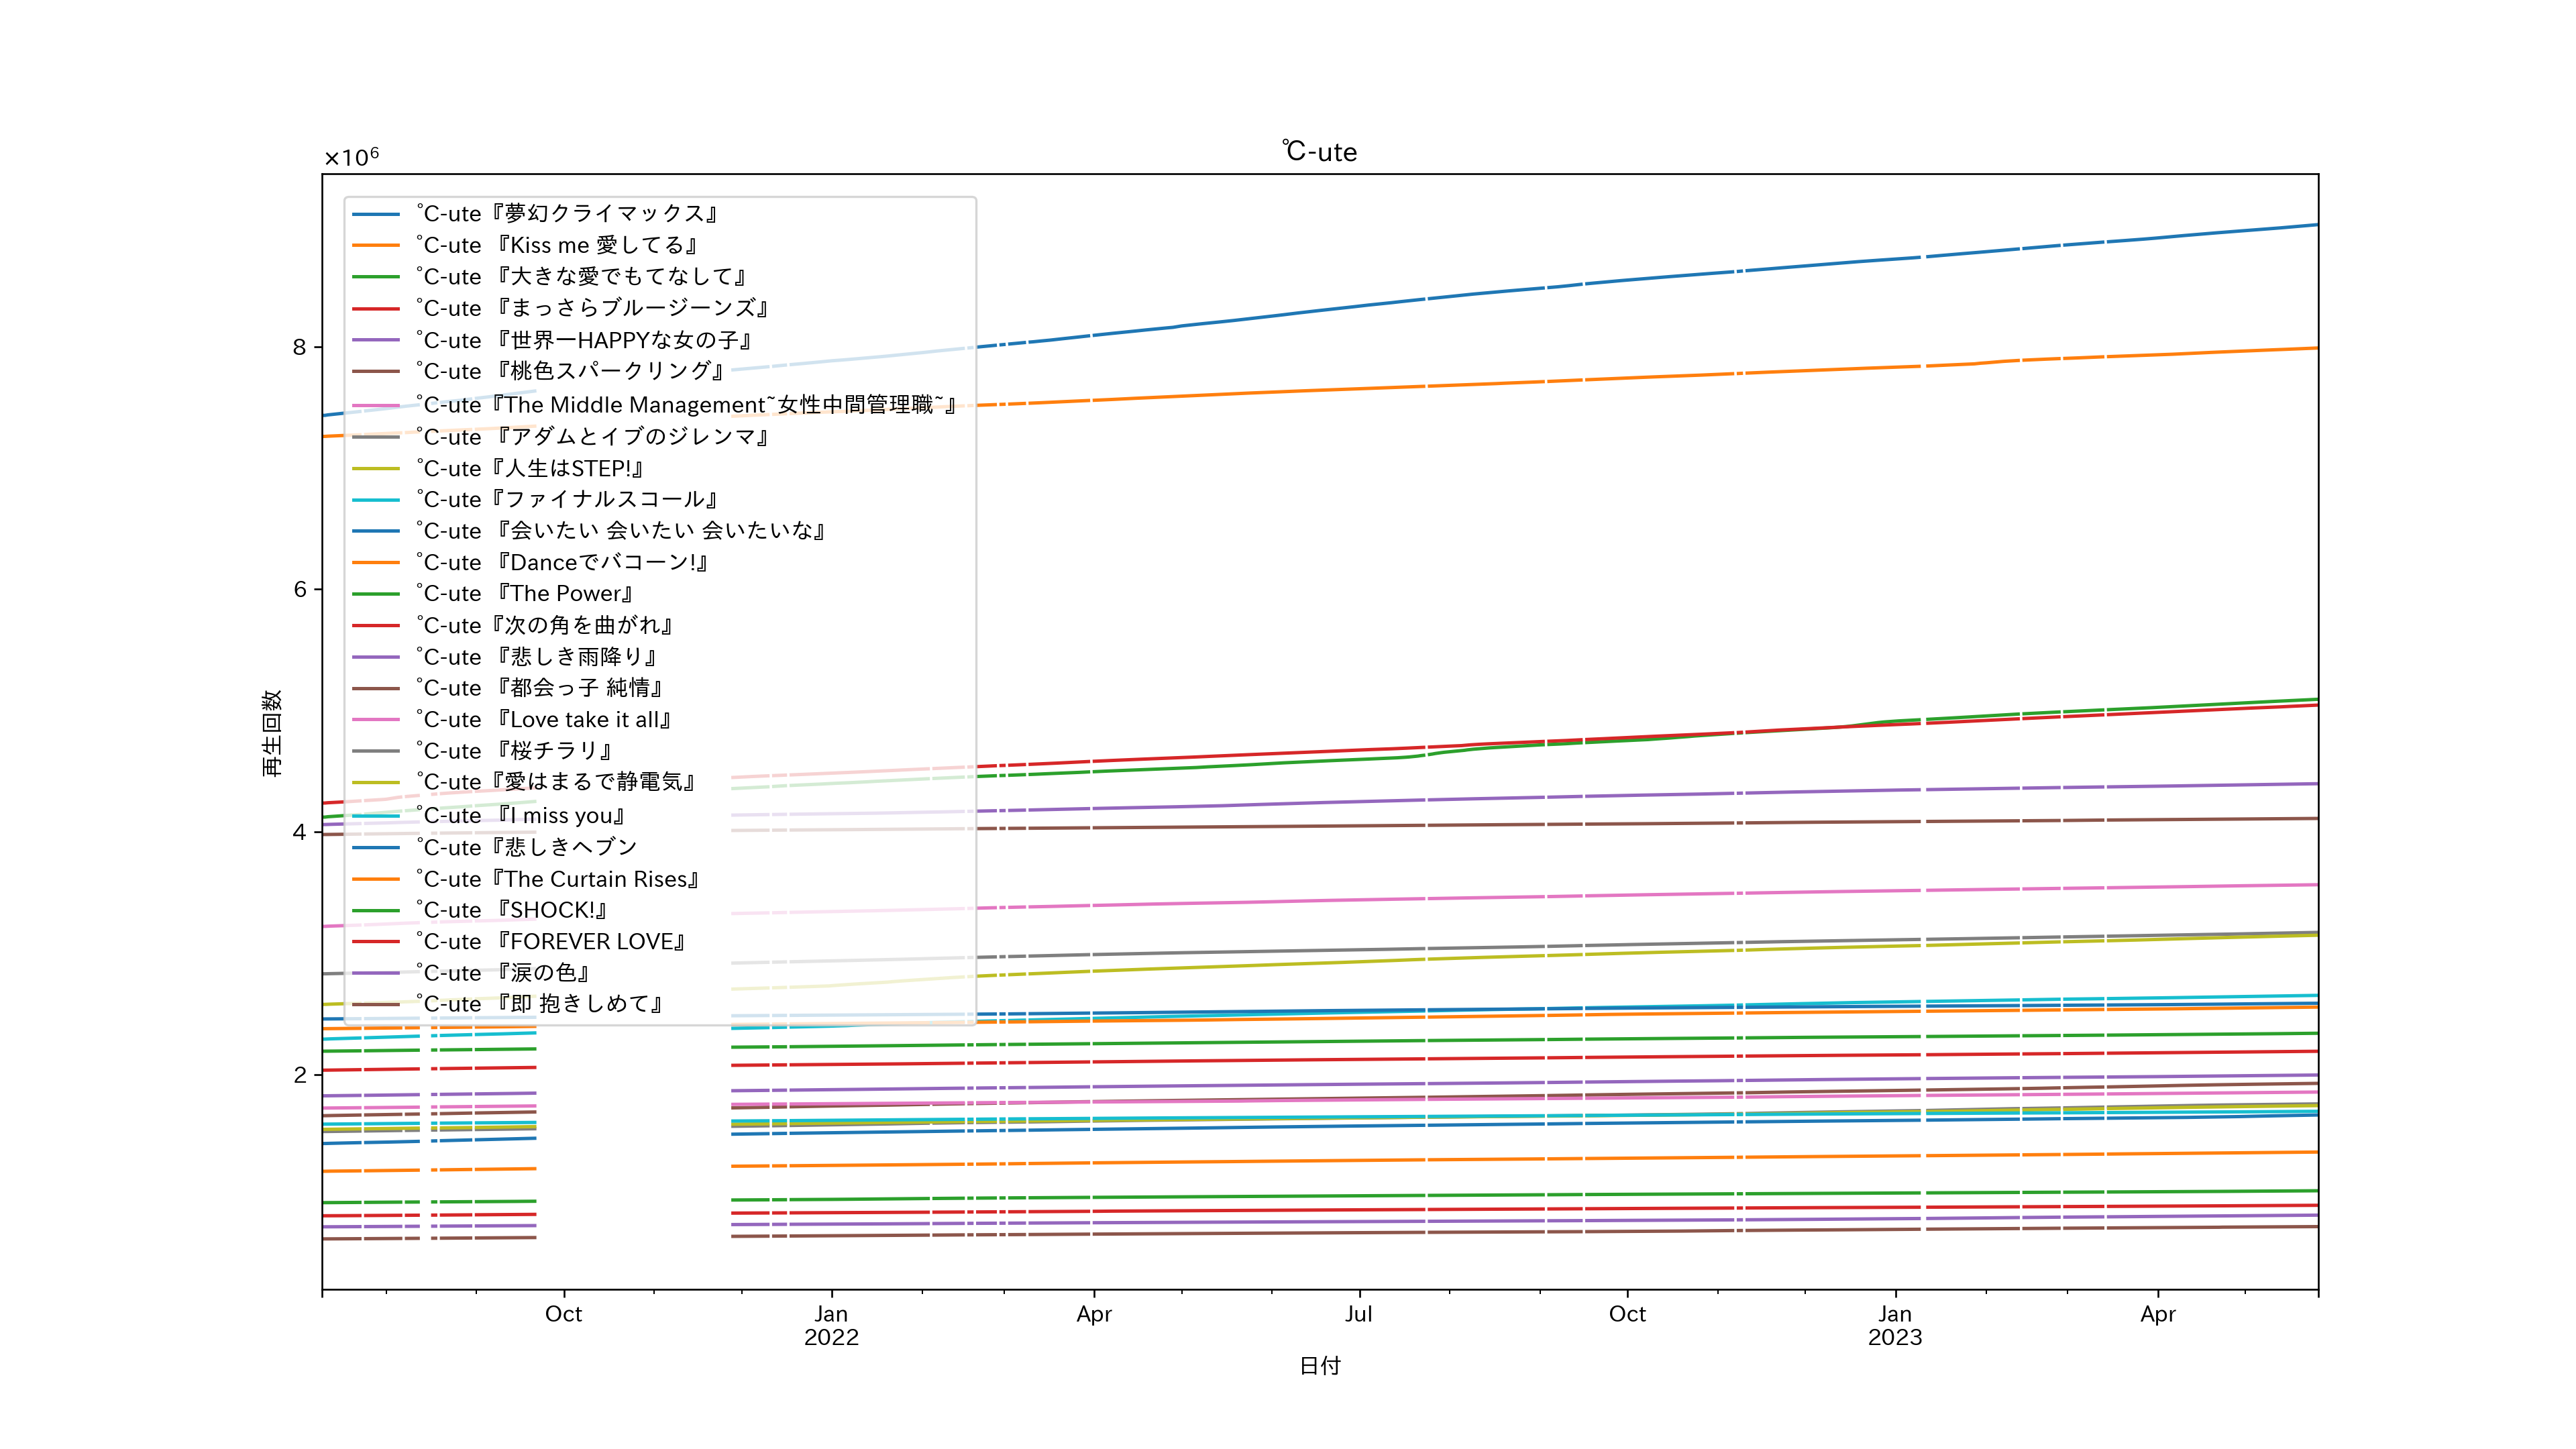 ℃-ute
×10⁶
°C-ute『夢幻クライマックス』
°C-ute 『Kiss me 愛してる』
°C-ute 『大きな愛でもてなして』
°C-ute 『まっさらブルージーンズ』
°C-ute 『世界一HAPPYな女の子』
°C-ute 『桃色スパークリング』
°C-ute『The Middle Management~女性中間管理職~』
°C-ute 『アダムとイブのジレンマ』
°C-ute『人生はSTEP!』
°C-ute『ファイナルスコール』
°C-ute 『会いたい 会いたい 会いたいな』
°C-ute 『Danceでバコーン!』
°C-ute 『The Power』
°C-ute『次の角を曲がれ』
°C-ute 『悲しき雨降り』
°C-ute 『都会っ子 純情』
°C-ute 『Love take it all』
°C-ute 『桜チラリ』
°C-ute『愛はまるで静電気』
°C-ute 『I miss you』
°C-ute『悲しきヘブン
°C-ute『The Curtain Rises』
°C-ute 『SHOCK!』
°C-ute 『FOREVER LOVE』
°C-ute 『涙の色』
°C-ute 『即 抱きしめて』
8
6
4
2
再生回数
Oct
Jan
2022
Apr
Jul
Oct
Jan
2023
Apr
日付